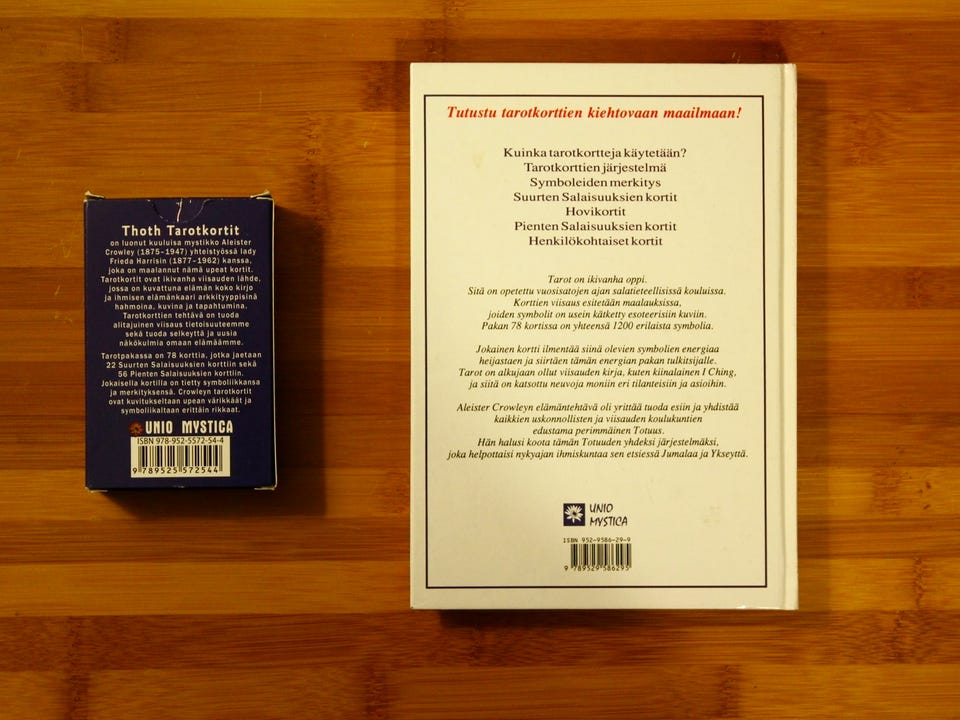 Thoth Tarotkortit
on luonut kuuluisa mystikko Aleister
Crowley (1875-1947) yhteistyössä lady
Frieda Harrisin (1877-1962) kanssa,
joka on maalannut nämä upeat kortit.
Tarotkortit ovat ikivanha viisauden lähde,
jossa on kuvattuna elämän koko kirjo
ja ihmisen elämänkaari arkkityyppisinä
hahmoina, kuvina ja tapahtumina.
Tarotkorttien tehtävä on tuoda
alitajuinen viisaus tietoisuuteemme
sekä tuoda selkeyttä ja uusia
näkökulmia omaan elämäämme.
Tarotpakassa on 78 korttia, jotka jaetaan
22 Suurten Salaisuuksien korttiin sekä
56 Pienten Salaisuuksien korttiin.
Jokaisella kortilla on tietty symboliikkansa
ja merkityksensä. Crowleyn tarotkortit
ovat kuvitukseltaan upean värikkäät ja
symboliikaltaan erittäin rikkaat.
UNIO MYSTICA
ISBN 978-952-5572-54-4
9 789525 572544
Tutustu tarotkorttien kiehtovaan maailmaan!
Kuinka tarotkortteja käytetään?
Tarotkorttien järjestelmä
Symboleiden merkitys
Suurten Salaisuuksien kortit
Hovikortit
Pienten Salaisuuksien kortit
Henkilökohtaiset kortit
Tarot on ikivanha oppi.
Sitä on opetettu vuosisatojen ajan salatieteellisissä kouluissa.
Korttien viisaus esitetään maalauksissa,
joiden symbolit on usein kätketty esoteerisiin kuviin.
Pakan 78 kortissa on yhteensä 1200 erilaista symbolia.
Jokainen kortti ilmentää siinä olevien symbolien energiaa
heijastaen ja siirtäen tämän energian pakan tulkitsijalle.
Tarot on alkujaan ollut viisauden kirja, kuten kiinalainen I Ching,
ja siitä on katsottu neuvoja moniin eri tilanteisiin ja asioihin.
Aleister Crowleyn elämäntehtävä oli yrittää tuoda esiin ja yhdistää
kaikkien uskonnollisten ja viisauden koulukuntien
edustama perimmäinen Totuus.
Hän halusi koota tämän Totuuden yhdeksi järjestelmäksi,
joka helpottaisi nykyajan ihmiskuntaa sen etsiessä Jumalaa ja Ykseyttä.
UNIO
MYSTICA
ISBN 952-9586-29-9
9 789529 586295